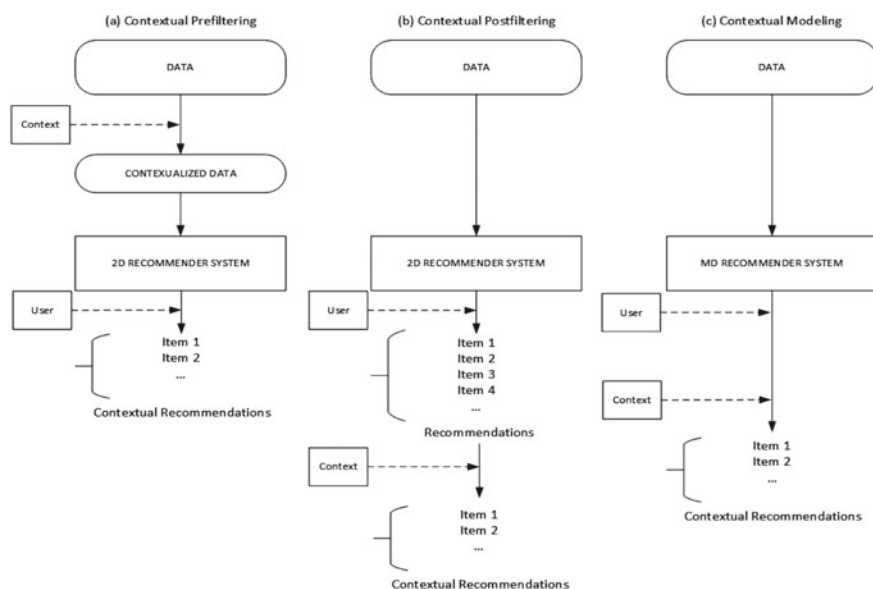 (a) Contextual Prefiltering
DATA
Context
CONTEXUALIZED DATA
2D RECOMMENDER SYSTEM
User
Item 1
Item 2
...
Contextual Recommendations
(b) Contextual Postfiltering
DATA
2D RECOMMENDER SYSTEM
User
Item 1
Item 2
Item 3
Item 4
...
Recommendations
Context
Item 1
Item 2
...
Contextual Recommendations
(c) Contextual Modeling
DATA
MD RECOMMENDER SYSTEM
User
Context
Item 1
Item 2
...
Contextual Recommendations